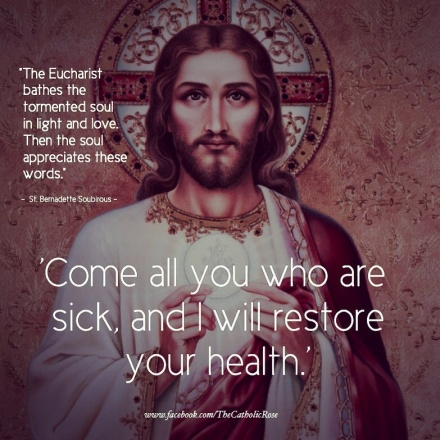 "The Eucharist
bathes the
tormented soul
in light and love.
Then the soul
appreciates these
words."
- St. Bernadette Soubirous -
'Come all you who are
sick, and I will restore
your health.'
www.facebook.com/TheCatholicRose